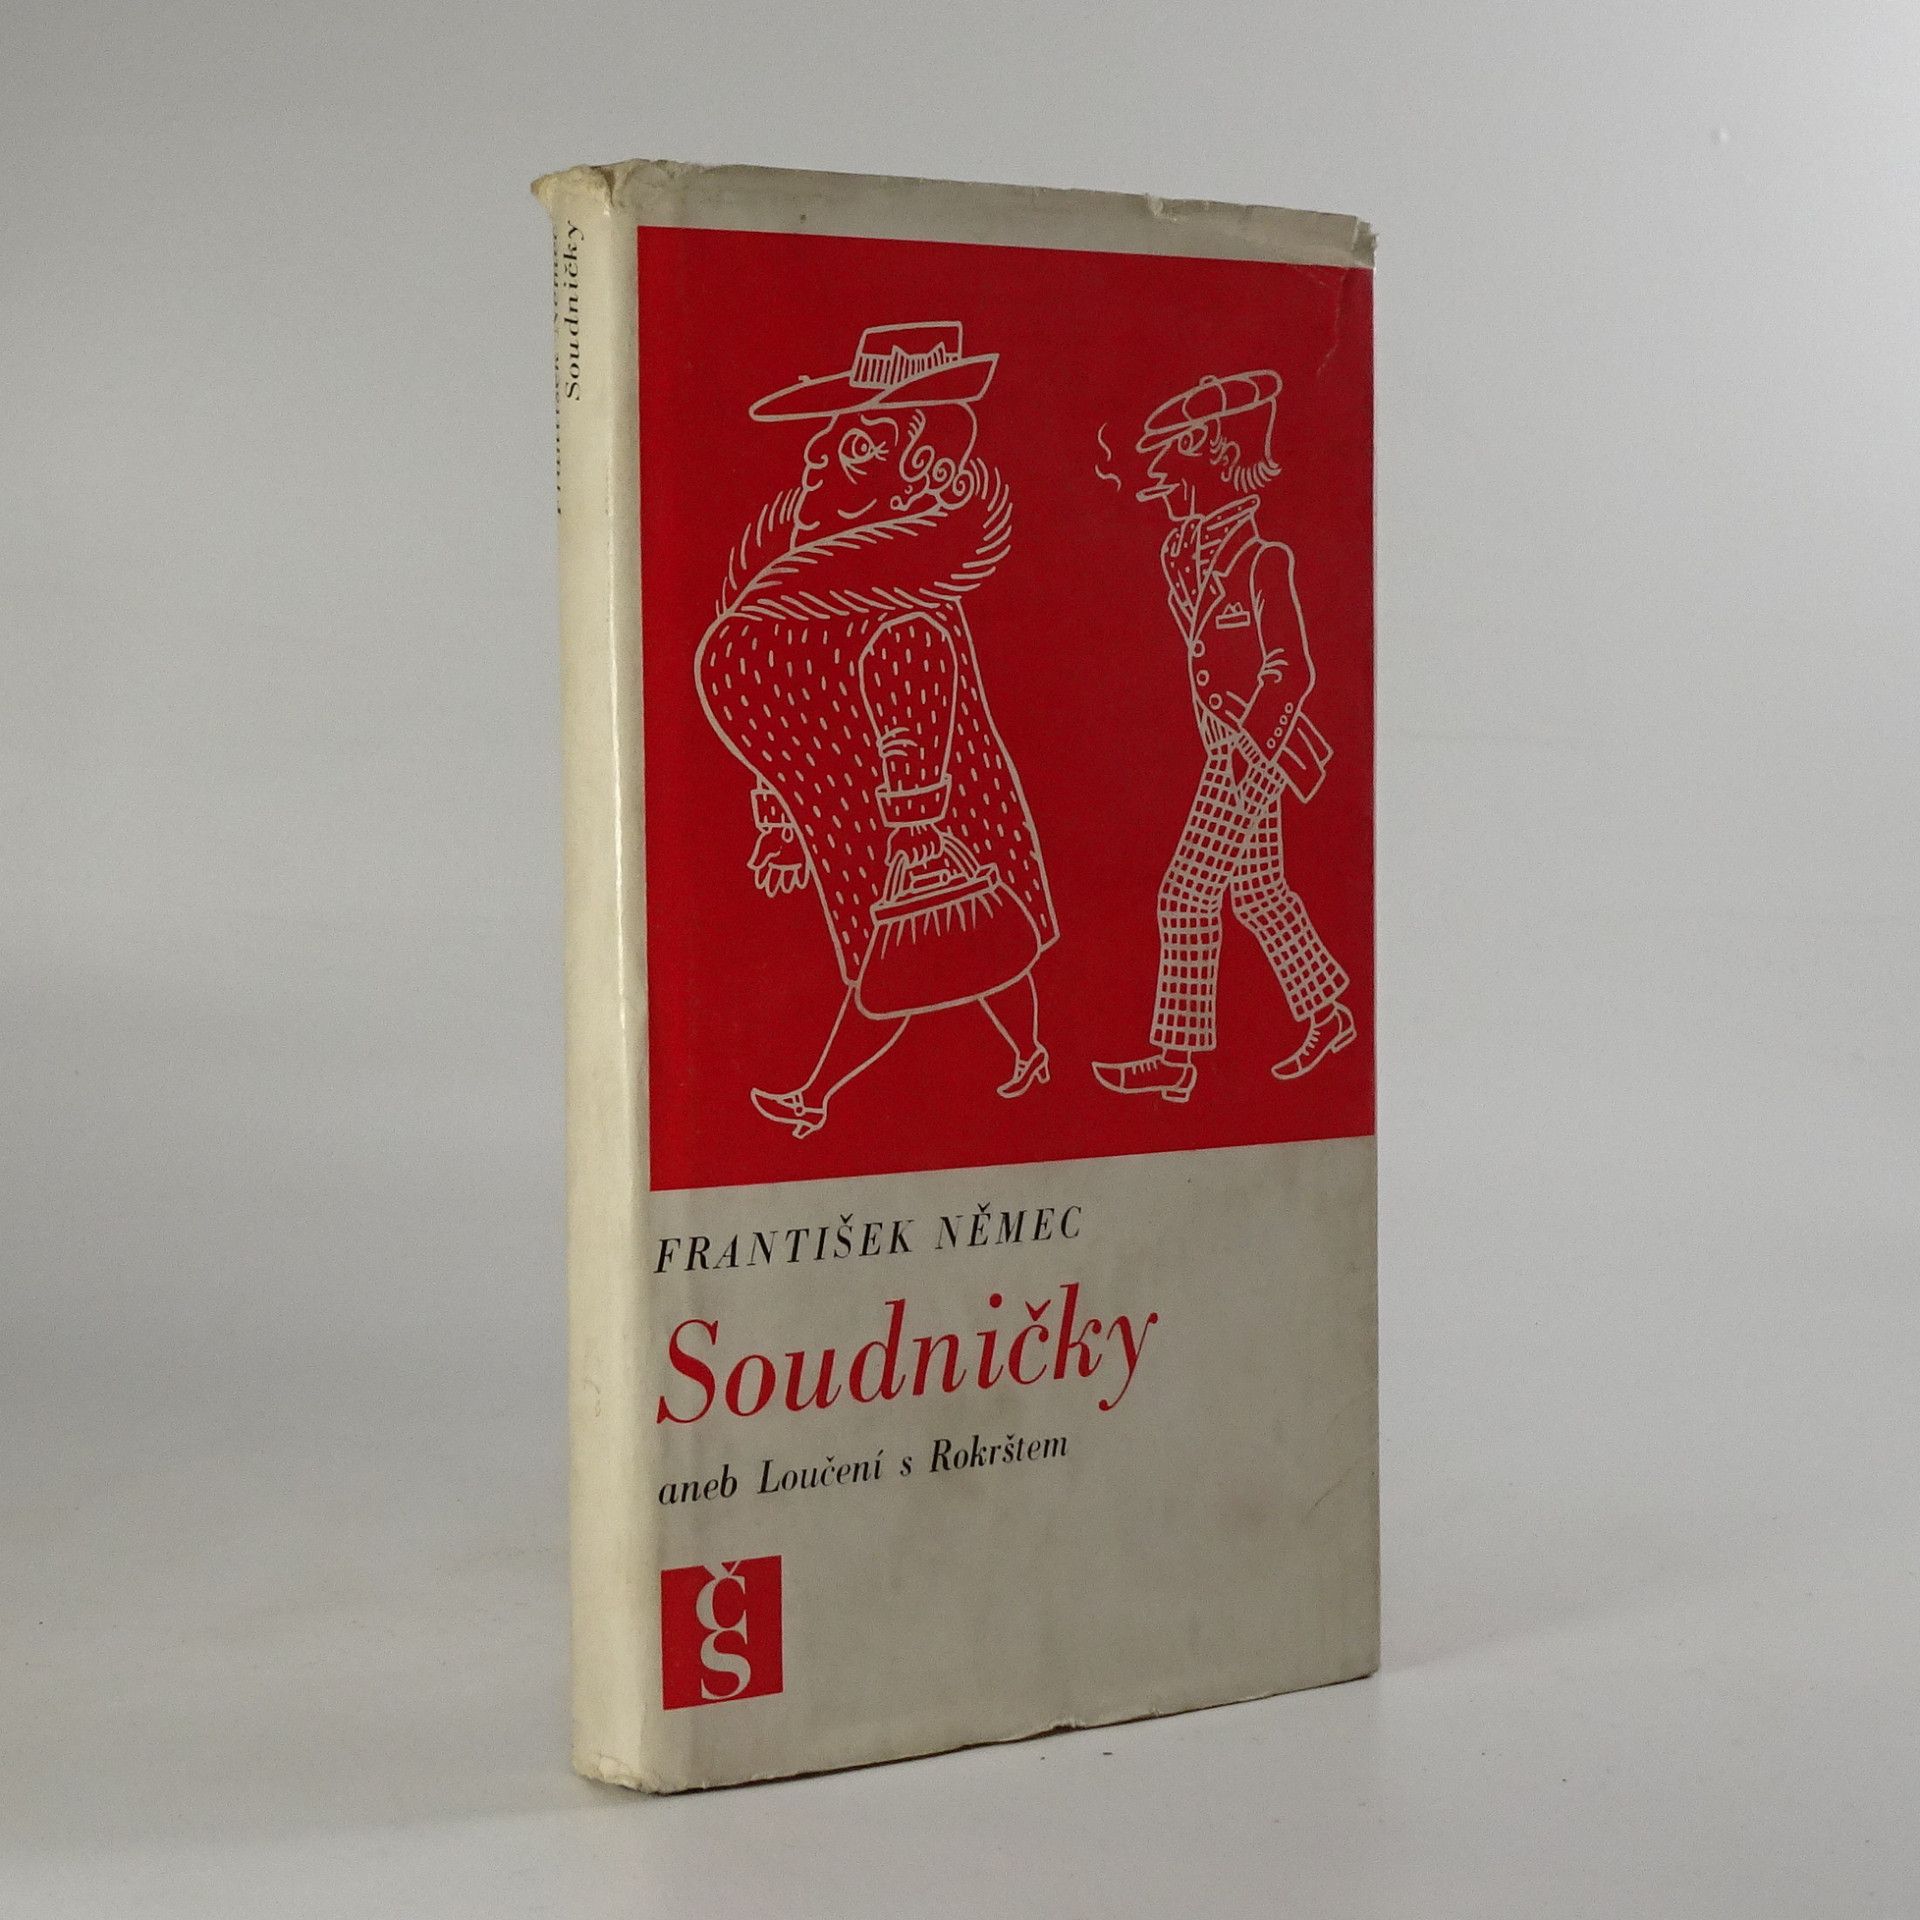 Soudničky
FRANTIŠEK NĚMEC
Soudničky
aneb Loučení s Rokrštem
ČS